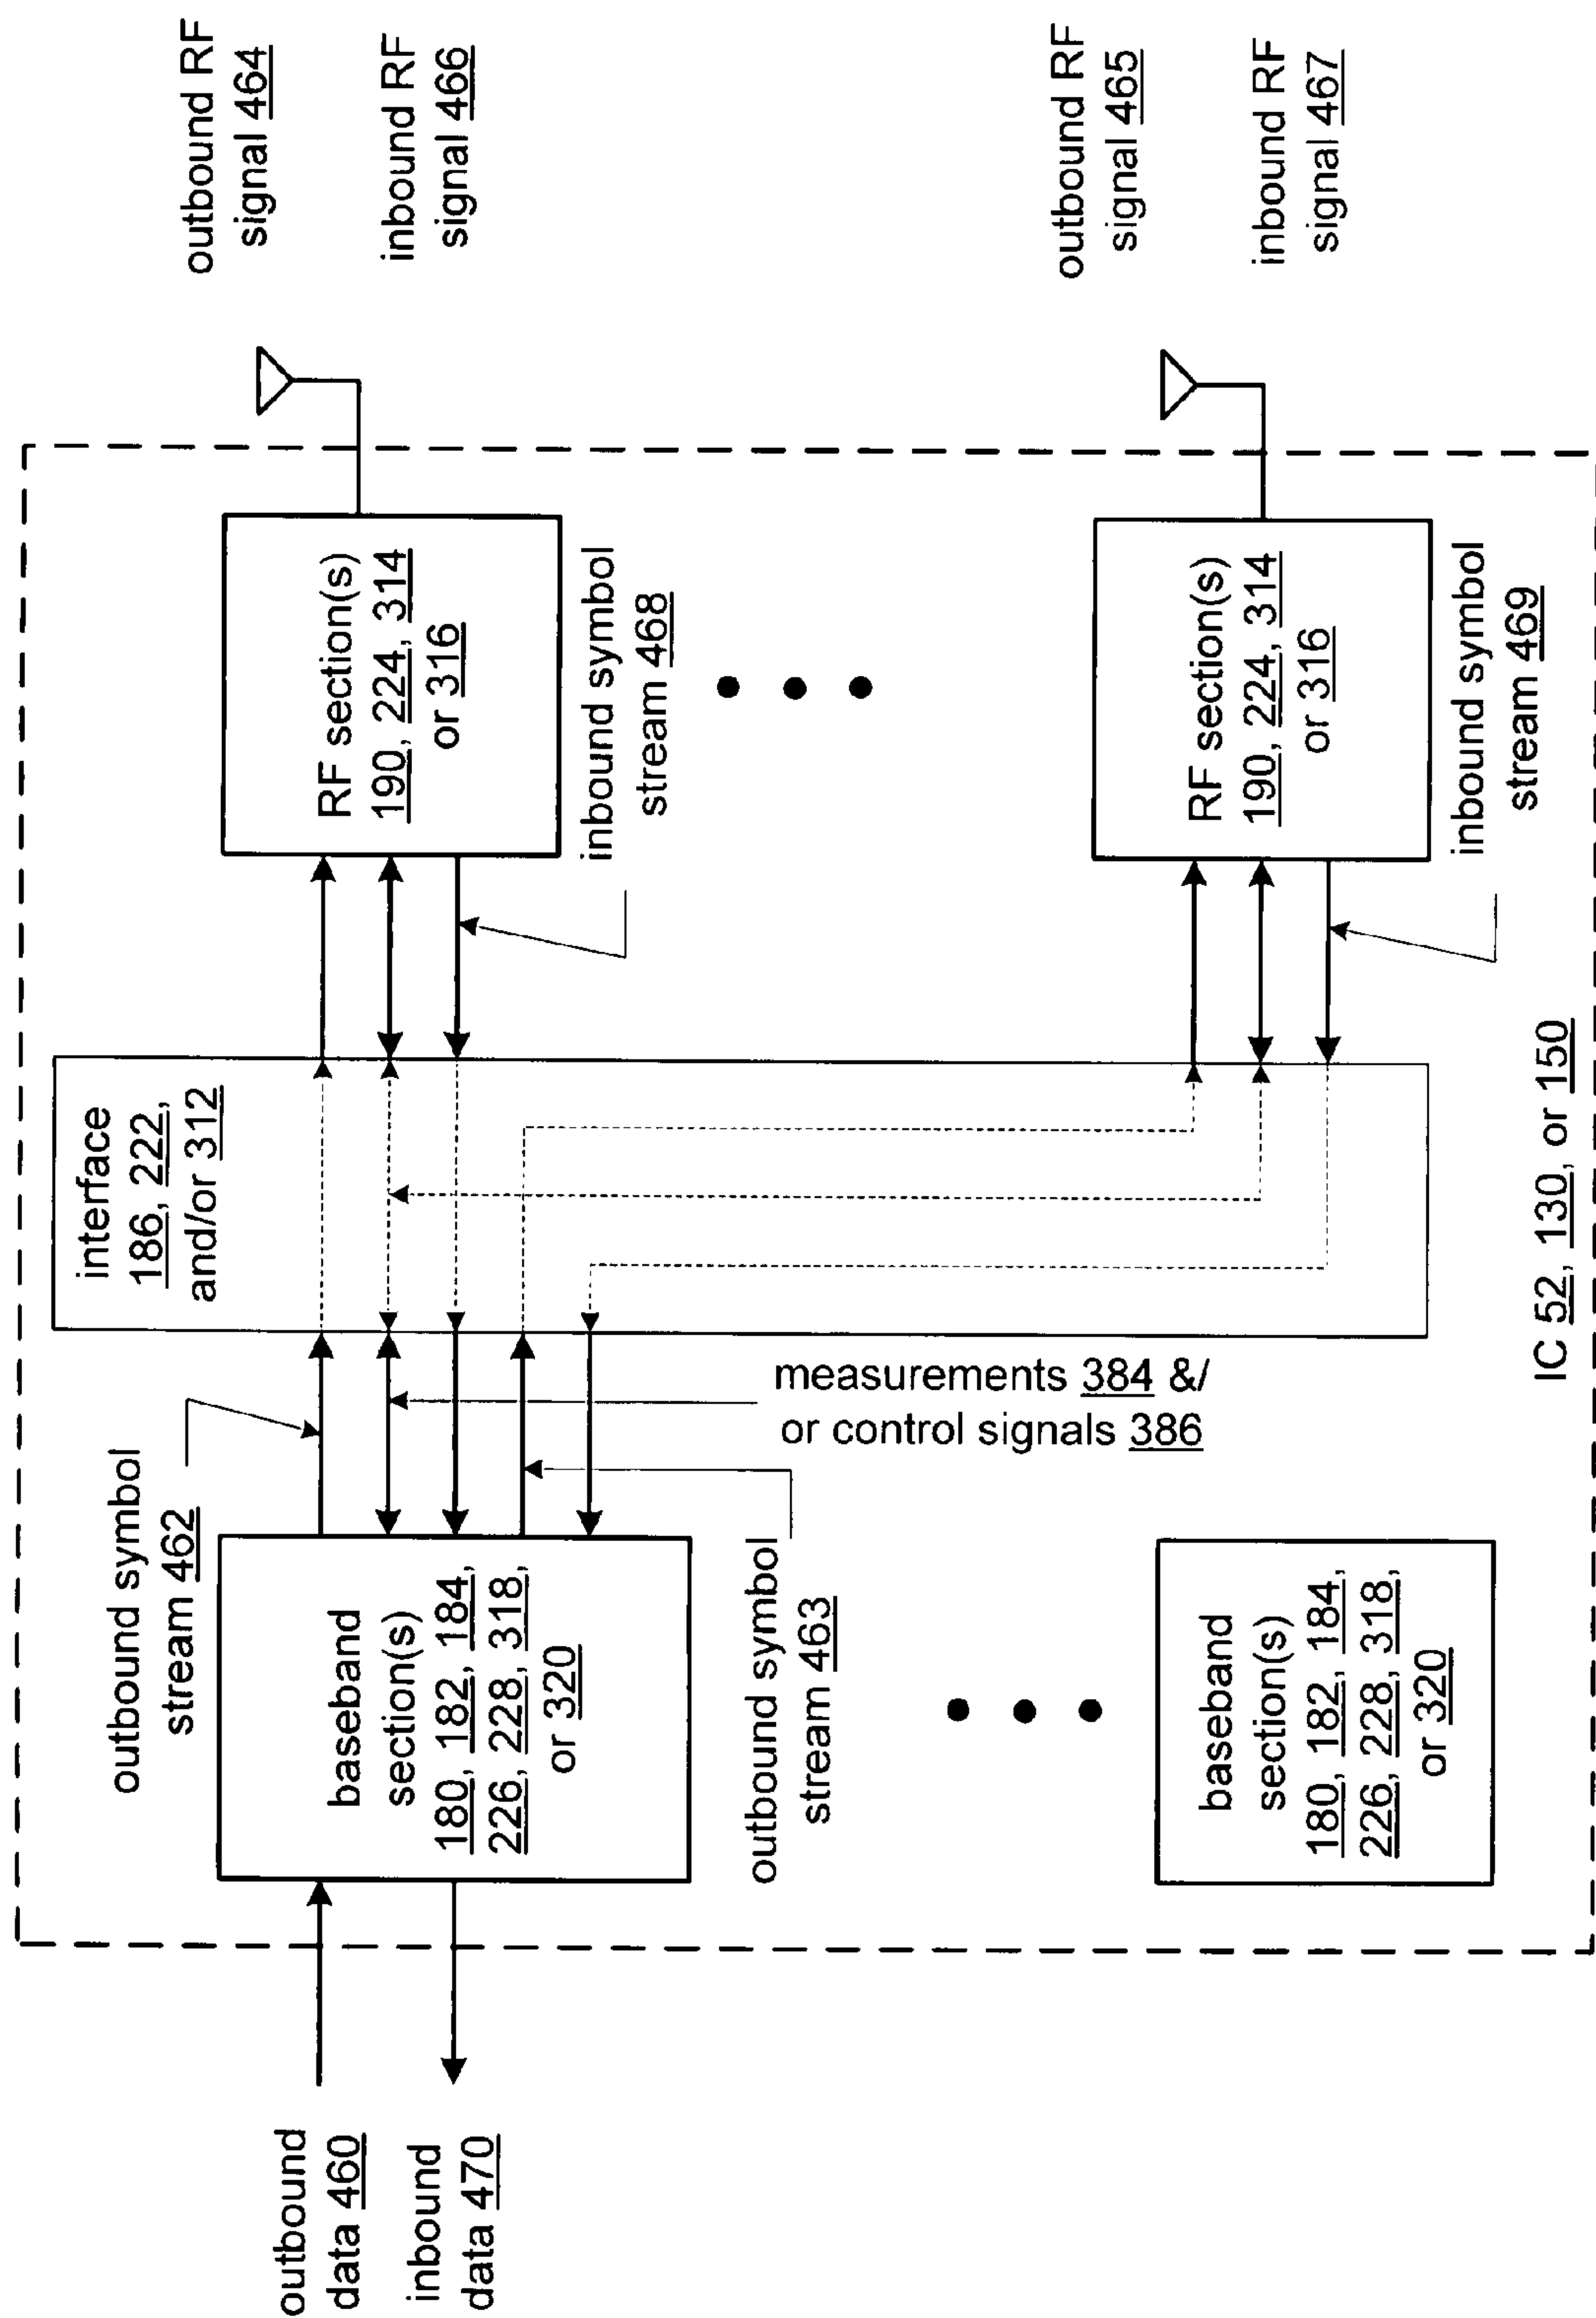 outbound
data 460
inbound
data 470
outbound symbol
stream 462
baseband
section(s)
180, 182, 184,
226, 228, 318,
or 320
outbound symbol
stream 463
baseband
section(s)
180, 182, 184,
226, 228, 318,
or 320
measurements 384 &/
or control signals 386
interface
186, 222,
and/or 312
RF section(s)
190, 224, 314
or 316
inbound symbol
stream 468
RF section(s)
190, 224, 314
or 316
inbound symbol
stream 469
IC 52, 130, or 150
outbound RF
signal 464
inbound RF
signal 466
outbound RF
signal 465
inbound RF
signal 467